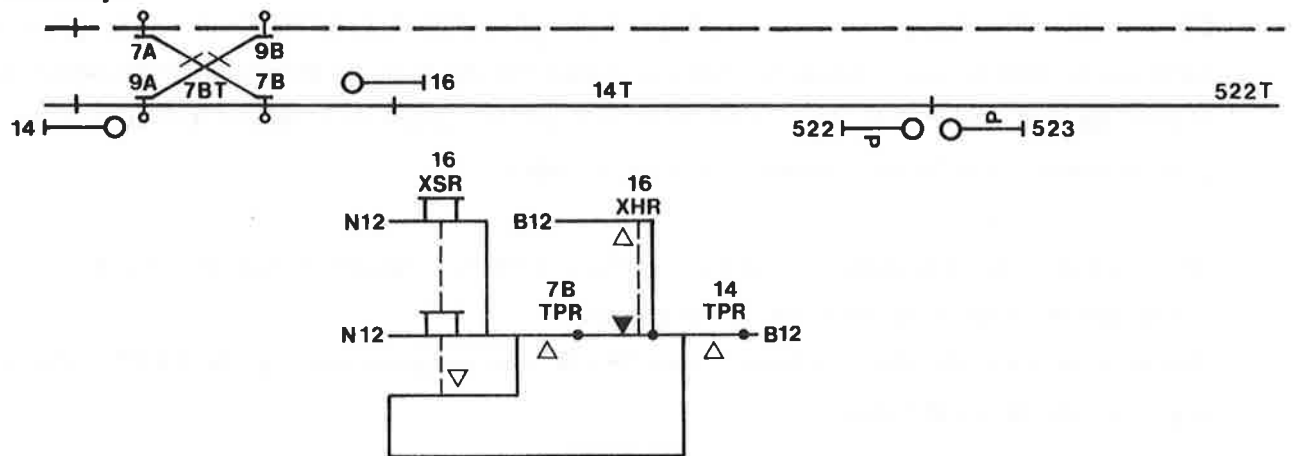 7A 9B
9A 7BT 7B 16 14T 522T
14 522 P P 523
16 16
XSR XHR
N12 B12
7B 14
TPR TPR
N12 B12